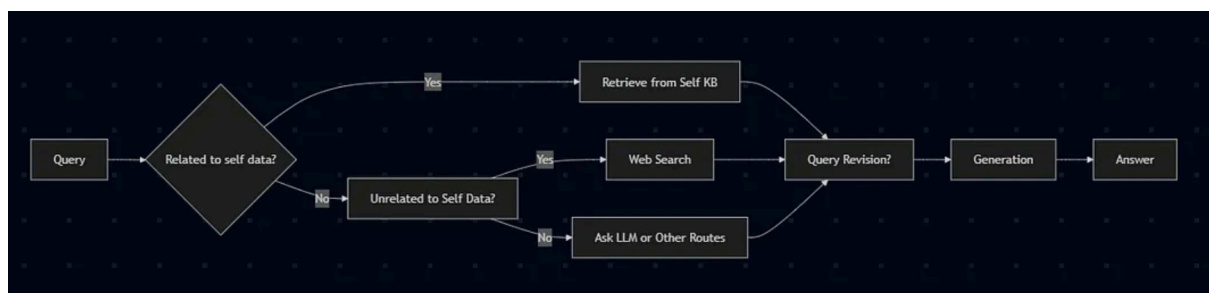 Query
Related to self data?
Yes
Retrieve from Self KB
No
Unrelated to Self Data?
Yes
Web Search
No
Ask LLM or Other Routes
Query Revision?
Generation
Answer